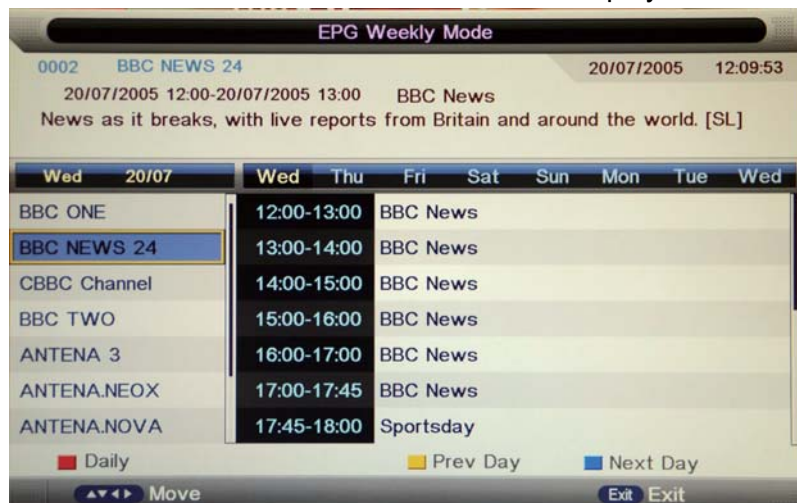 EPG Weekly Mode
0002 BBC NEWS 24 20/07/2005 12:09:53
20/07/2005 12:00-20/07/2005 13:00 BBC News
News as it breaks, with live reports from Britain and around the world. [SL]
Wed 20/07 Wed Thu Fri Sat Sun Mon Tue Wed
BBC ONE 12:00-13:00 BBC News
BBC NEWS 24 13:00-14:00 BBC News
CBBC Channel 14:00-15:00 BBC News
BBC TWO 15:00-16:00 BBC News
ANTENA 3 16:00-17:00 BBC News
ANTENA.NEOX 17:00-17:45 BBC News
ANTENA.NOVA 17:45-18:00 Sportsday
Daily Prev Day Next Day
Move Exit Exit